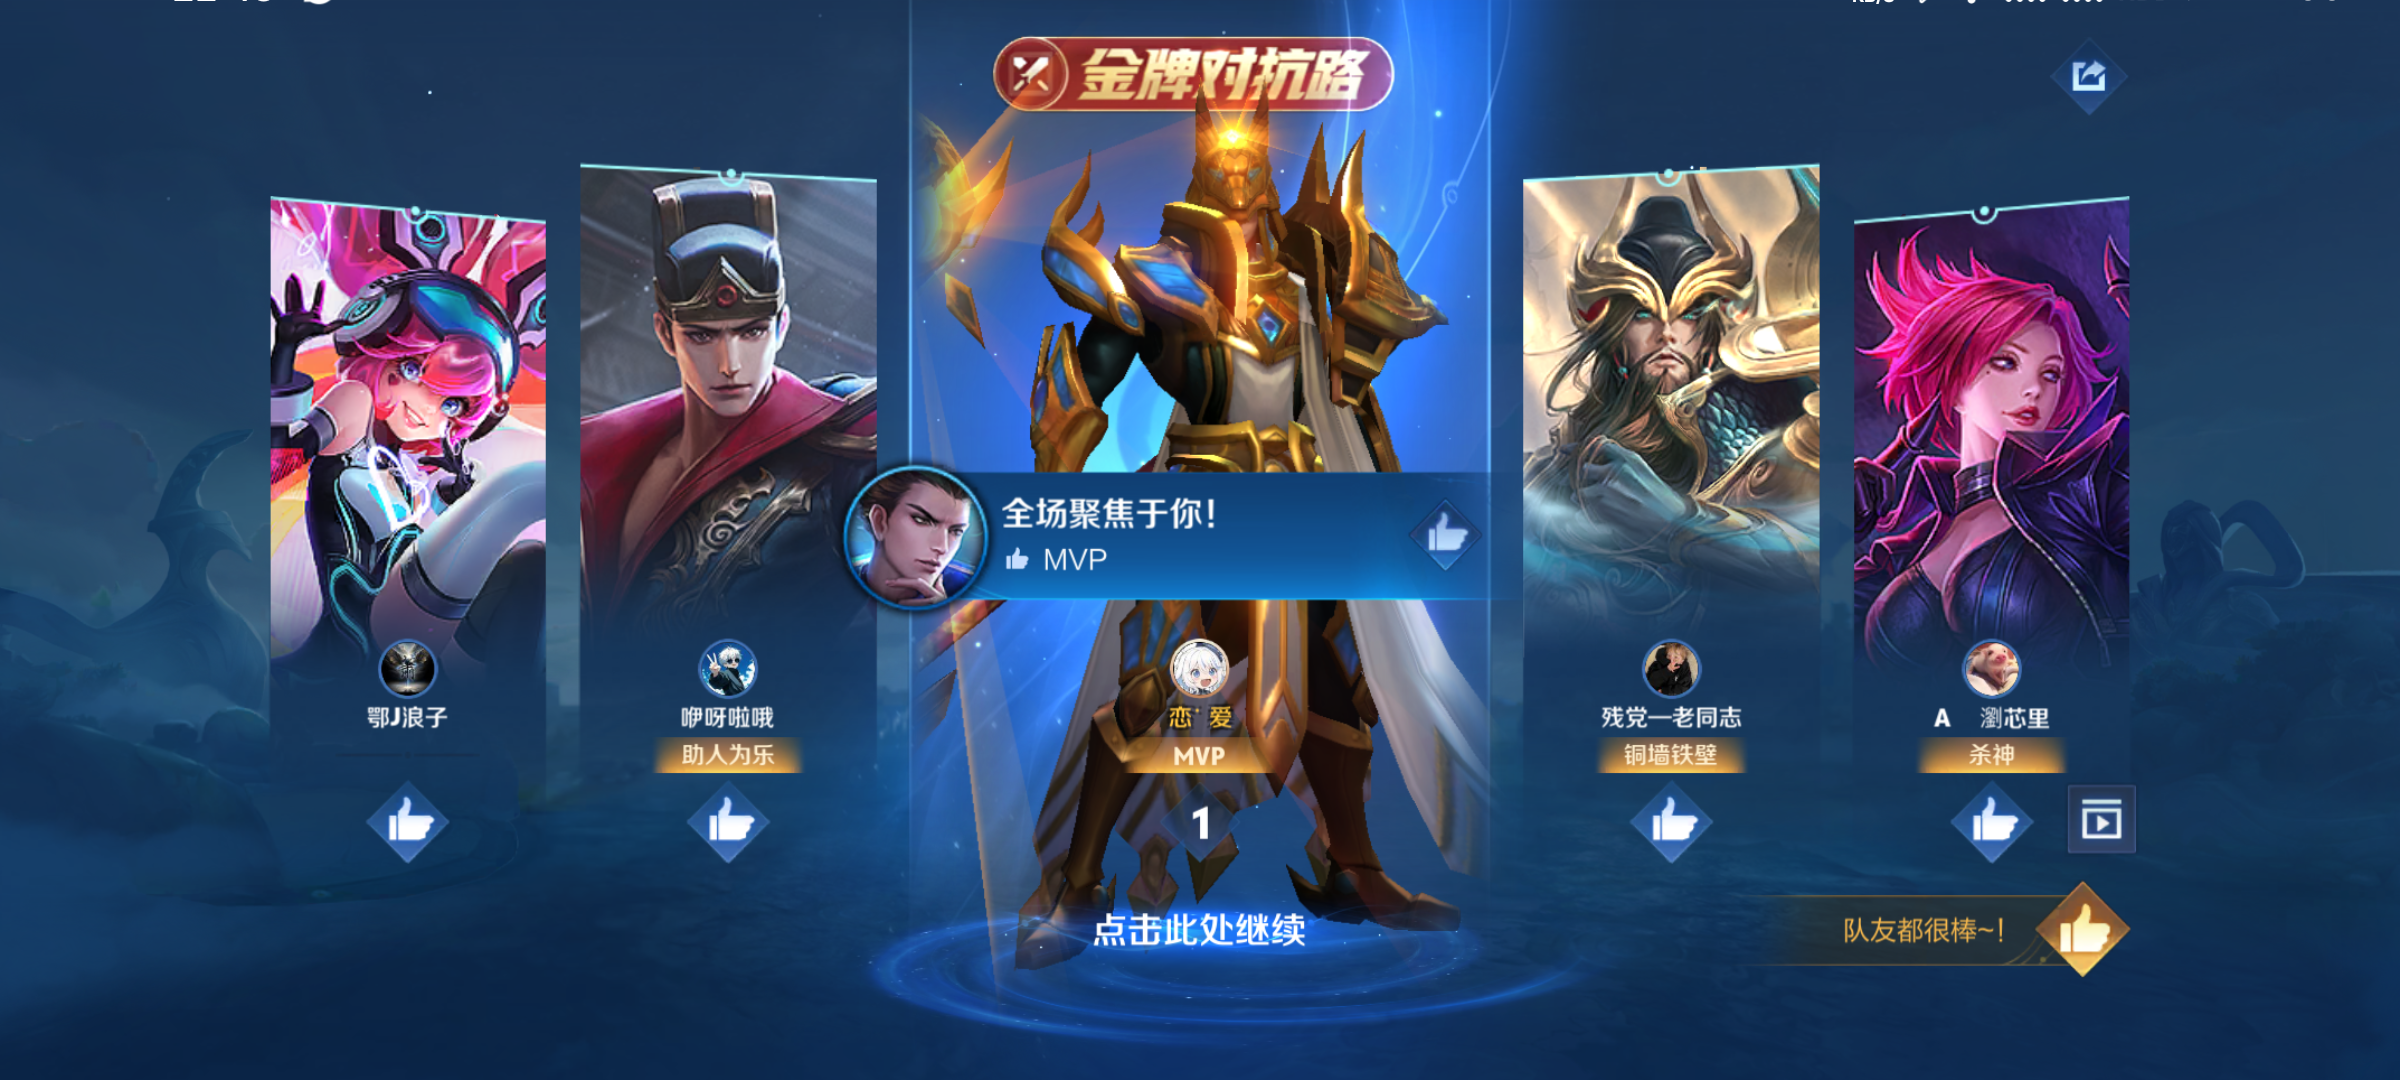 金牌对抗路
全场聚焦于你!
MVP
鄂J浪子
咿呀啦哦
助人为乐
恋 爱
MVP
1
残党一老同志
铜墙铁壁
A 瀏芯里
杀神
点击此处继续
队友都很棒~!